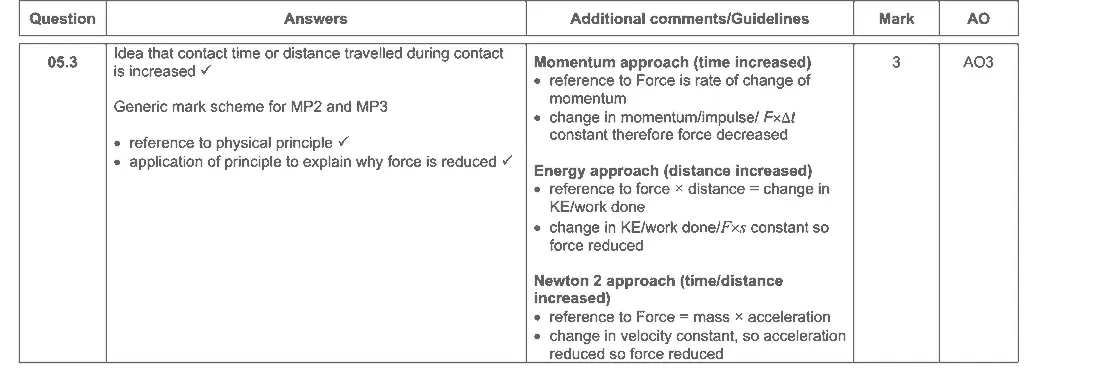 Question Answers Additional comments/Guidelines Mark AO
05.3 Idea that contact time or distance travelled during contact
is increased ✓
Generic mark scheme for MP2 and MP3
• reference to physical principle ✓
• application of principle to explain why force is reduced ✓
Momentum approach (time increased)
• reference to Force is rate of change of
momentum
• change in momentum/impulse/ F×Δt
constant therefore force decreased
Energy approach (distance increased)
• reference to force × distance = change in
KE/work done
• change in KE/work done/F×s constant so
force reduced
Newton 2 approach (time/distance
increased)
• reference to Force = mass × acceleration
• change in velocity constant, so acceleration
reduced so force reduced
3
AO3